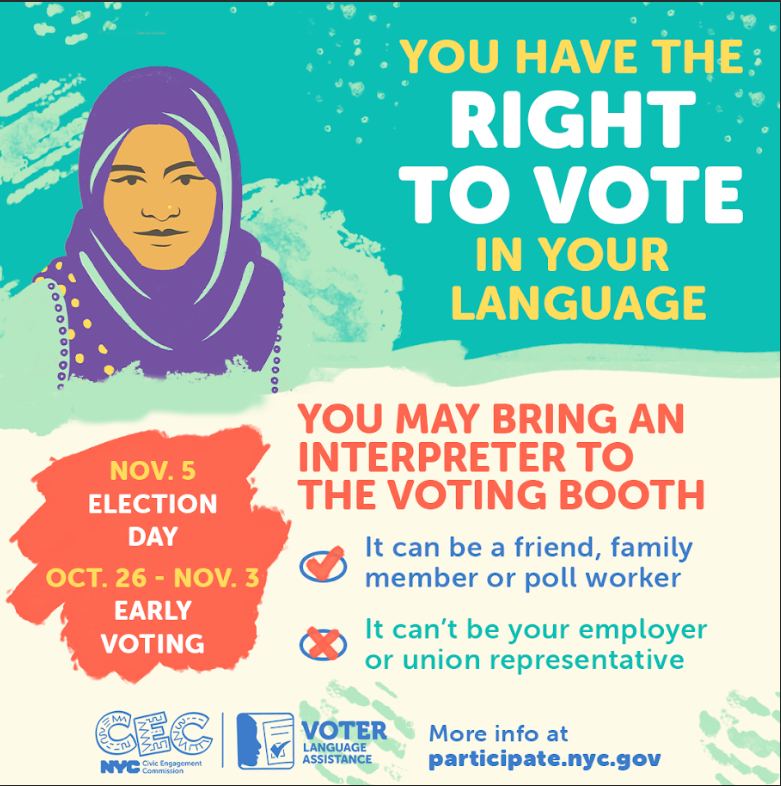 YOU HAVE THE
RIGHT
TO VOTE
IN YOUR
LANGUAGE
YOU MAY BRING AN
INTERPRETER TO
THE VOTING BOOTH
It can be a friend, family
member or poll worker
It can't be your employer
or union representative
NOV. 5
ELECTION
DAY
OCT. 26 - NOV. 3
EARLY
VOTING
CEC
NYC Civic Engagement
Commission
VOTER
LANGUAGE
ASSISTANCE
More info at
participate.nyc.gov